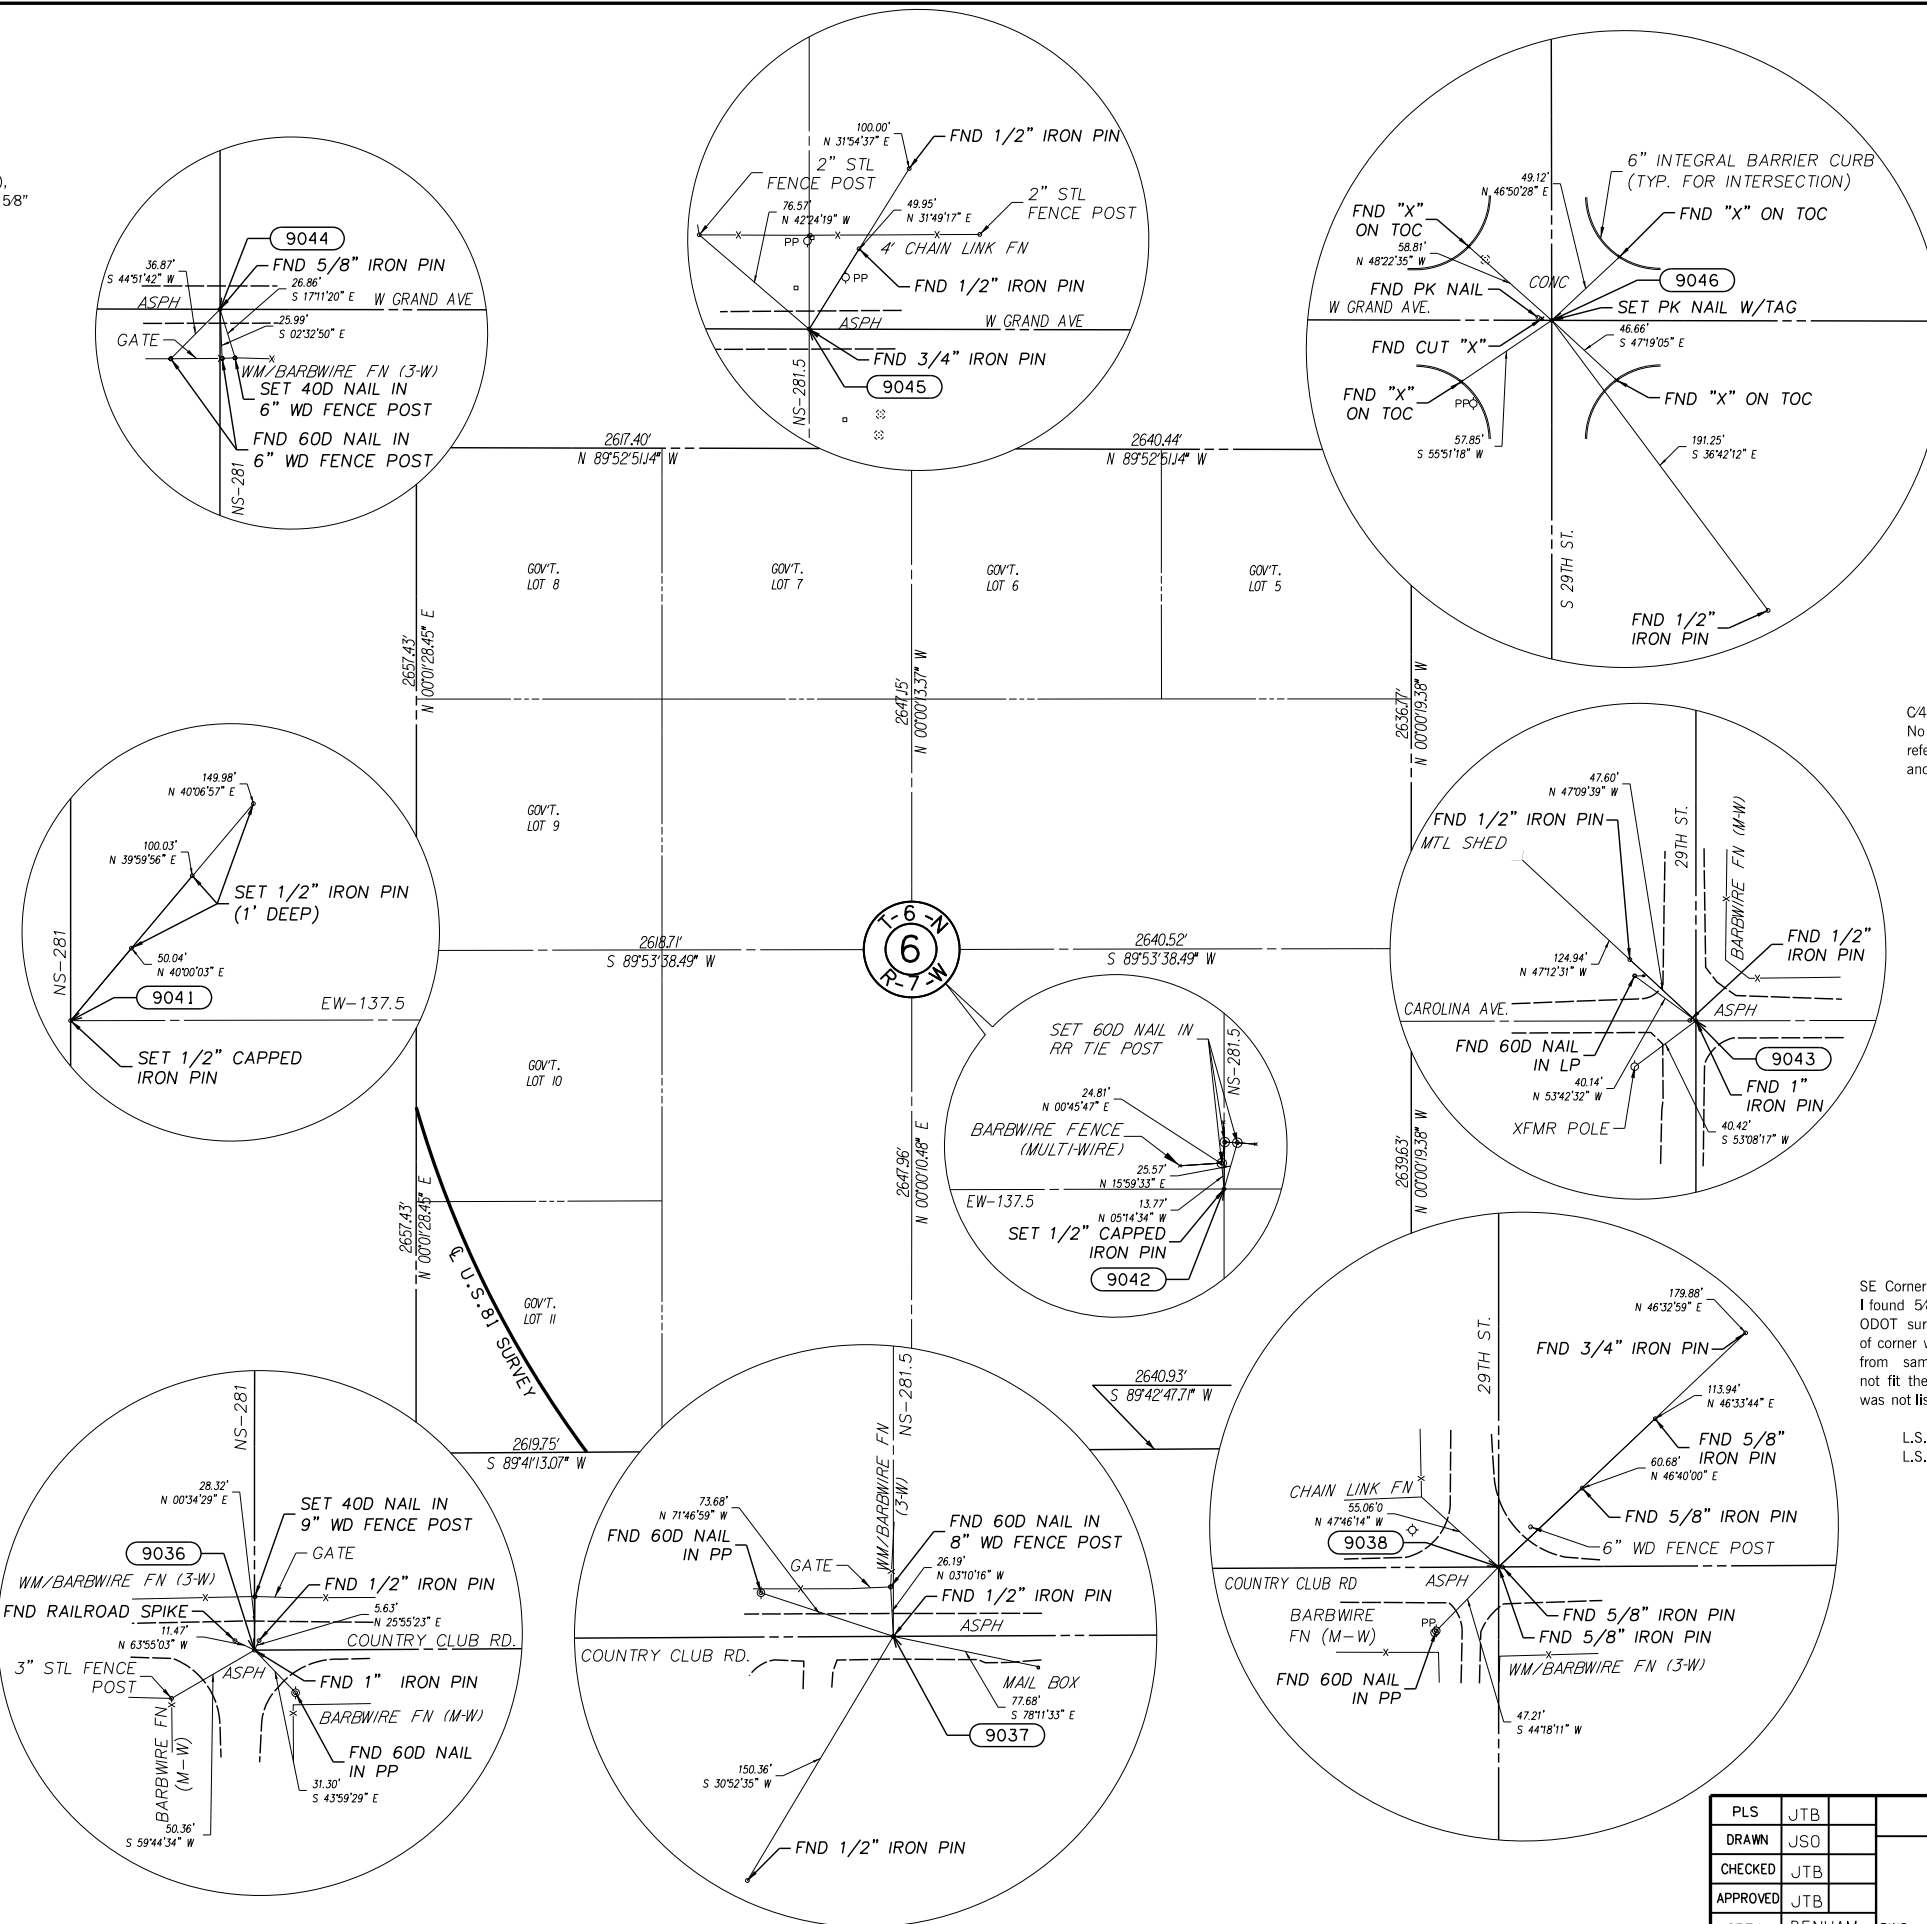 ),
5/8"
36.87'
S 44°51'42" W
9044
FND 5/8" IRON PIN
26.86'
S 17°11'20" E
ASPH
W GRAND AVE
25.99'
S 02°32'50" E
GATE
WM/BARBWIRE FN (3-W)
SET 40D NAIL IN
6" WD FENCE POST
FND 60D NAIL IN
6" WD FENCE POST
NS-281
100.00'
N 31°54'37" E
FND 1/2" IRON PIN
2" STL
FENCE POST
76.57'
N 42°24'19" W
49.95'
N 31°49'17" E
2" STL
FENCE POST
PP
4' CHAIN LINK FN
PP
FND 1/2" IRON PIN
ASPH
W GRAND AVE
FND 3/4" IRON PIN
9045
NS-281.5
49.12'
N 46°50'28" E
6" INTEGRAL BARRIER CURB
(TYP. FOR INTERSECTION)
FND "X"
ON TOC
FND "X" ON TOC
58.81'
N 48°22'35" W
CONC
9046
FND PK NAIL
W GRAND AVE.
SET PK NAIL W/TAG
46.66'
S 47°19'05" E
FND CUT "X"
FND "X"
ON TOC
PP
FND "X" ON TOC
57.85'
S 55°51'18" W
191.25'
S 36°42'12" E
S 29TH ST.
FND 1/2"
IRON PIN
2617.40'
N 89°52'51.14" W
2640.44'
N 89°52'51.14" W
GOV'T.
LOT 8
GOV'T.
LOT 7
GOV'T.
LOT 6
GOV'T.
LOT 5
2657.43'
N 00°01'28.45" E
2647.15'
N 00°00'13.37" W
2636.77'
N 00°00'19.38" W
C/4
No
refe
and
149.98'
N 40°06'57" E
100.03'
N 39°59'56" E
SET 1/2" IRON PIN
(1' DEEP)
50.04'
N 40°00'03" E
9041
NS-281
EW-137.5
SET 1/2" CAPPED
IRON PIN
GOV'T.
LOT 9
2618.71'
S 89°53'38.49" W
T-6-N
6
R-7-W
2640.52'
S 89°53'38.49" W
47.60'
N 47°09'39" W
FND 1/2" IRON PIN
MTL SHED
29TH ST.
BARBWIRE FN (M-W)
124.94'
N 47°12'31" W
FND 1/2"
IRON PIN
CAROLINA AVE.
ASPH
FND 60D NAIL
IN LP
9043
40.14'
N 53°42'32" W
FND 1"
IRON PIN
XFMR POLE
40.42'
S 53°08'17" W
GOV'T.
LOT 10
SET 60D NAIL IN
RR TIE POST
NS-281.5
24.81'
N 00°45'47" E
BARBWIRE FENCE
(MULTI-WIRE)
25.57'
N 15°59'33" E
EW-137.5
13.77'
N 05°14'34" W
SET 1/2" CAPPED
IRON PIN
9042
2657.43'
N 00°01'28.45" E
2647.96'
N 00°00'10.48" E
2639.63'
N 00°00'19.38" W
℄ U.S.81 SURVEY
GOV'T.
LOT 11
SE Corner
I found 5/
ODOT sur
of corner
from sam
not fit the
was not lis
L.S.
L.S.
2619.75'
S 89°41'13.07" W
2640.93'
S 89°42'47.71" W
NS-281
28.32'
N 00°34'29" E
SET 40D NAIL IN
9" WD FENCE POST
9036
GATE
WM/BARBWIRE FN (3-W)
FND 1/2" IRON PIN
FND RAILROAD SPIKE
5.63'
N 25°55'23" E
11.47'
N 63°55'03" W
COUNTRY CLUB RD.
3" STL FENCE
POST
ASPH
FND 1" IRON PIN
BARBWIRE FN (M-W)
BARBWIRE FN
(M-W)
FND 60D NAIL
IN PP
31.30'
S 43°59'29" E
50.36'
S 59°44'34" W
NS-281.5
WM/BARBWIRE FN
(3-W)
73.68'
N 71°46'59" W
FND 60D NAIL
IN PP
FND 60D NAIL IN
8" WD FENCE POST
GATE
26.19'
N 03°10'16" W
FND 1/2" IRON PIN
ASPH
COUNTRY CLUB RD.
MAIL BOX
77.68'
S 78°11'33" E
9037
150.36'
S 30°52'35" W
FND 1/2" IRON PIN
179.88'
N 46°32'59" E
29TH ST.
FND 3/4" IRON PIN
113.94'
N 46°33'44" E
FND 5/8"
IRON PIN
60.68'
N 46°40'00" E
CHAIN LINK FN
55.06'0
N 47°46'14" W
FND 5/8" IRON PIN
9038
6" WD FENCE POST
COUNTRY CLUB RD
ASPH
BARBWIRE
FN (M-W)
PP
FND 5/8" IRON PIN
FND 5/8" IRON PIN
WM/BARBWIRE FN (3-W)
FND 60D NAIL
IN PP
47.21'
S 44°18'11" W
PLS JTB
DRAWN JSO
CHECKED JTB
APPROVED JTB